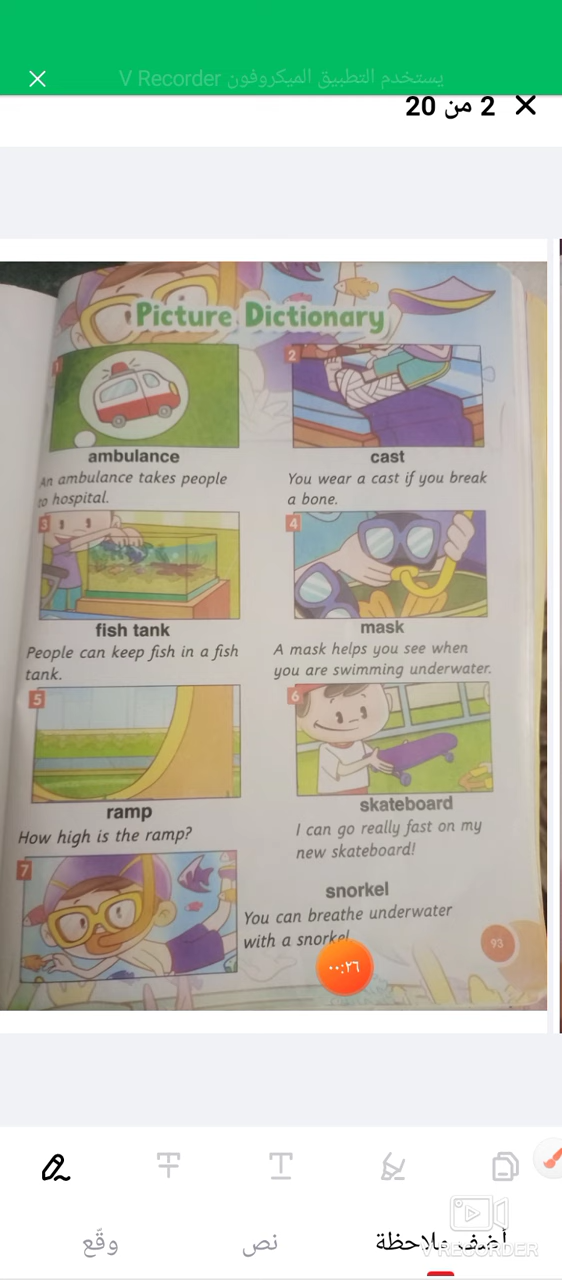 يستخدم التطبيق الميكروفون V Recorder
2 من 20
Picture Dictionary
1
ambulance
An ambulance takes people
to hospital.
2
cast
You wear a cast if you break
a bone.
3
fish tank
People can keep fish in a fish
tank.
4
mask
A mask helps you see when
you are swimming underwater.
5
ramp
How high is the ramp?
6
skateboard
I can go really fast on my
new skateboard!
7
snorkel
You can breathe underwater
with a snorkel
٠٠:٢٦
93
أضف ملاحظة
نص
وقّع
V RECORDER